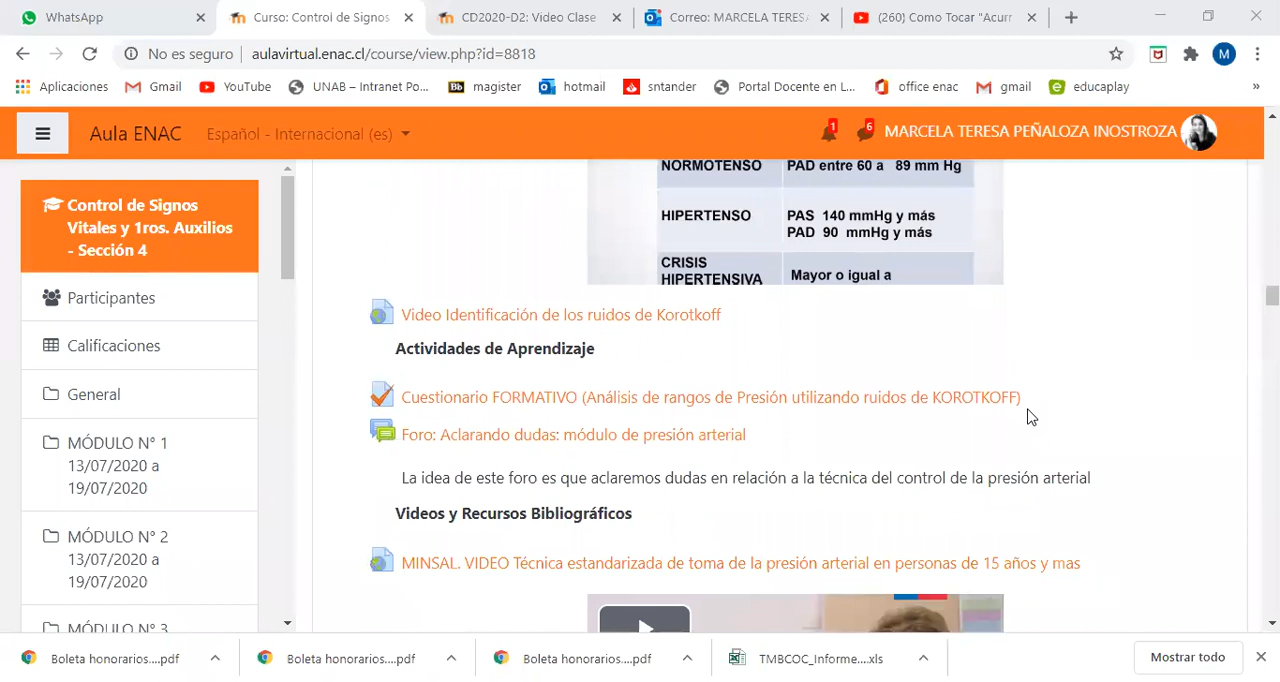 WhatsApp
Curso: Control de Signos
CD2020-D2: Video Clase
Correo: MARCELA TERESA
(260) Como Tocar "Acurr
No es seguro
aulavirtual.enac.cl/course/view.php?id=8818
M
Aplicaciones
Gmail
YouTube
UNAB – Intranet Po...
Bb magister
hotmail
sntander
Portal Docente en L...
office enac
gmail
educaplay
»
Aula ENAC
Español - Internacional (es)
1
6
MARCELA TERESA PEÑALOZA INOSTROZA
Control de Signos
Vitales y 1ros. Auxilios
- Sección 4
Participantes
Calificaciones
General
MÓDULO N° 1
13/07/2020 a
19/07/2020
MÓDULO N° 2
13/07/2020 a
19/07/2020
MÓDULO N° 3
NORMOTENSO PAD entre 60 a 89 mm Hg
HIPERTENSO PAS 140 mmHg y más
PAD 90 mmHg y más
CRISIS
HIPERTENSIVA Mayor o igual a
Video Identificación de los ruidos de Korotkoff
Actividades de Aprendizaje
Cuestionario FORMATIVO (Análisis de rangos de Presión utilizando ruidos de KOROTKOFF)
Foro: Aclarando dudas: módulo de presión arterial
La idea de este foro es que aclaremos dudas en relación a la técnica del control de la presión arterial
Videos y Recursos Bibliográficos
MINSAL. VIDEO Técnica estandarizada de toma de la presión arterial en personas de 15 años y mas
Boleta honorarios....pdf
Boleta honorarios....pdf
Boleta honorarios....pdf
TMBCOC_Informe....xls
Mostrar todo